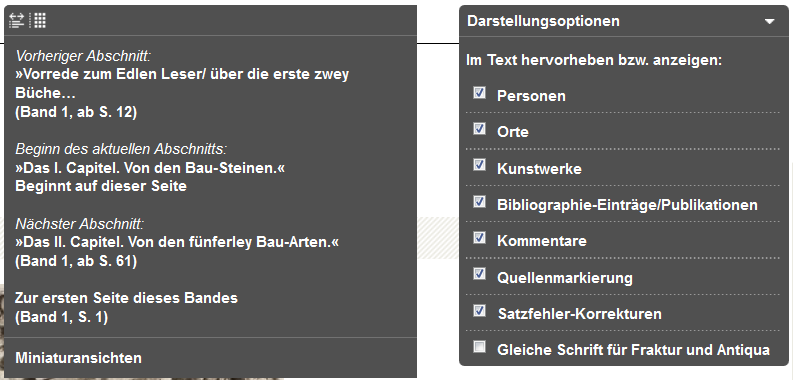 Vorheriger Abschnitt:
»Vorrede zum Edlen Leser/ über die erste zwey
Büche…
(Band 1, ab S. 12)
Beginn des aktuellen Abschnitts:
»Das I. Capitel. Von den Bau-Steinen.«
Beginnt auf dieser Seite
Nächster Abschnitt:
»Das II. Capitel. Von den fünferley Bau-Arten.«
(Band 1, ab S. 61)
Zur ersten Seite dieses Bandes
(Band 1, S. 1)
Miniaturansichten
Darstellungsoptionen
Im Text hervorheben bzw. anzeigen:
Personen
Orte
Kunstwerke
Bibliographie-Einträge/Publikationen
Kommentare
Quellenmarkierung
Satzfehler-Korrekturen
Gleiche Schrift für Fraktur und Antiqua